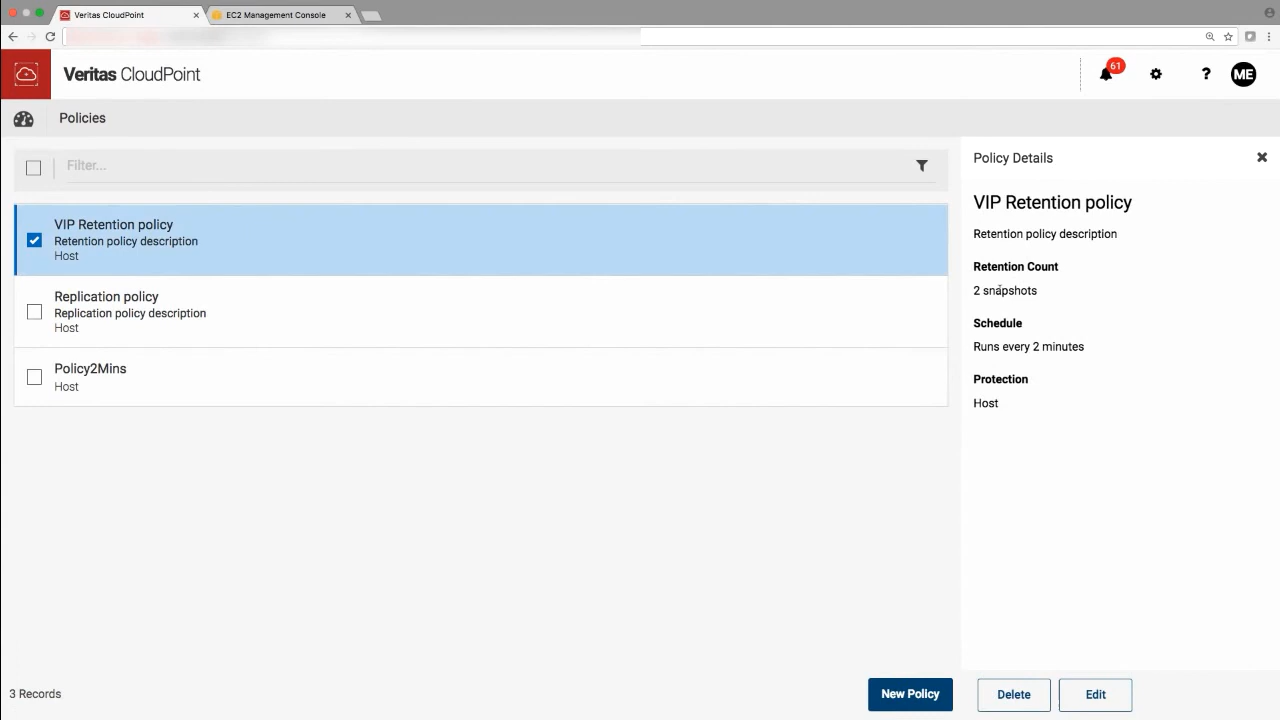 Veritas CloudPoint
EC2 Management Console
Veritas CloudPoint
61
?
ME
Policies
Filter...
VIP Retention policy
Retention policy description
Host
Replication policy
Replication policy description
Host
Policy2Mins
Host
3 Records
New Policy
Policy Details
VIP Retention policy
Retention policy description
Retention Count
2 snapshots
Schedule
Runs every 2 minutes
Protection
Host
Delete
Edit